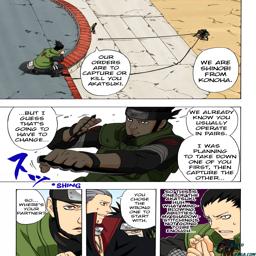 WE ARE
SHINOBI
FROM
KONOHA.
OUR
ORDERS ARE
TO CAPTURE
OR KILL
YOU
AKATSUKI.
...BUT I
GUESS
THAT'S
GOING TO
HAVE TO
CHANGE...
WE ALREADY
KNOW YOU
USUALLY
OPERATE
IN PAIRS.
I WAS
PLANNING
TO TAKE DOWN
ONE OF YOU
FIRST, THEN
CAPTURE THE
OTHER...
*SHING
SO...
WHERE'S
YOUR
PARTNER?
YOU
CHOSE
THE WRONG
ONE TO
START
WITH.